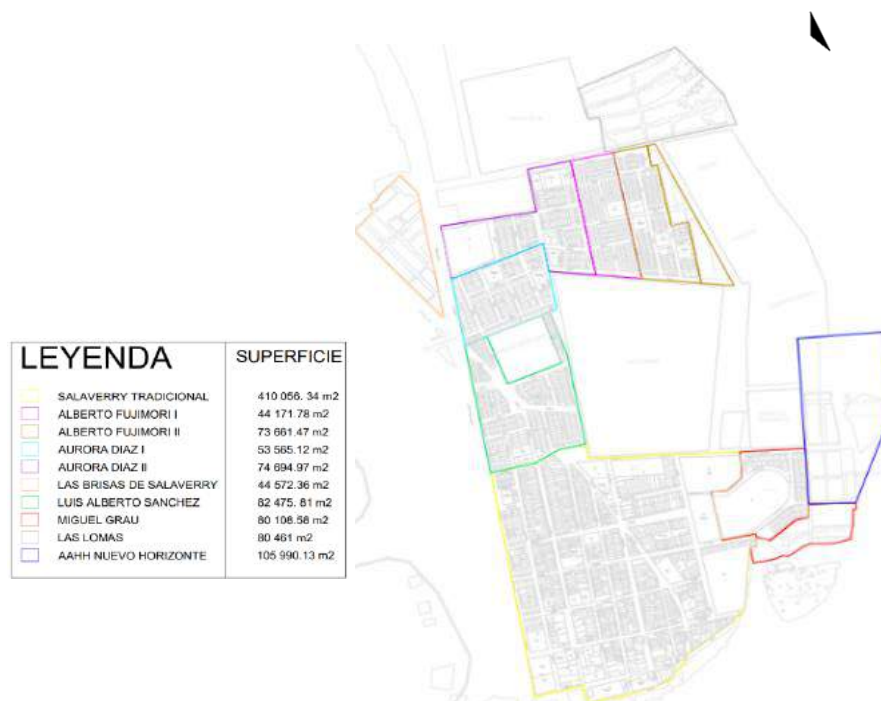 LEYENDA SUPERFICIE
SALAVERRY TRADICIONAL 410 056. 34 m2
ALBERTO FUJIMORI I 44 171.78 m2
ALBERTO FUJIMORI II 73 661.47 m2
AURORA DIAZ I 53 565.12 m2
AURORA DIAZ II 74 694.97 m2
LAS BRISAS DE SALAVERRY 44 572.36 m2
LUIS ALBERTO SANCHEZ 82 475. 81 m2
MIGUEL GRAU 80 108.58 m2
LAS LOMAS 80 461 m2
AAHH NUEVO HORIZONTE 105 990.13 m2